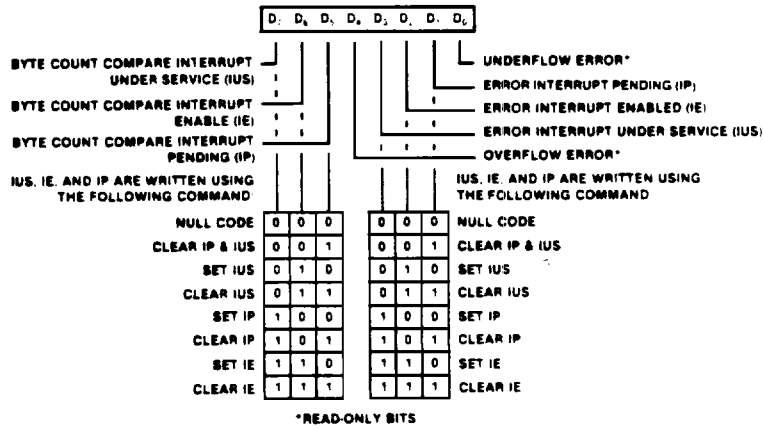 D7 D6 D5 D4 D3 D2 D1 D0
BYTE COUNT COMPARE INTERRUPT
UNDER SERVICE (IUS)
BYTE COUNT COMPARE INTERRUPT
ENABLE (IE)
BYTE COUNT COMPARE INTERRUPT
PENDING (IP)
IUS, IE, AND IP ARE WRITTEN USING
THE FOLLOWING COMMAND
UNDERFLOW ERROR*
ERROR INTERRUPT PENDING (IP)
ERROR INTERRUPT ENABLED (IE)
ERROR INTERRUPT UNDER SERVICE (IUS)
OVERFLOW ERROR*
IUS, IE, AND IP ARE WRITTEN USING
THE FOLLOWING COMMAND
NULL CODE 0 0 0 0 0 0 NULL CODE
CLEAR IP & IUS 0 0 1 0 0 1 CLEAR IP & IUS
SET IUS 0 1 0 0 1 0 SET IUS
CLEAR IUS 0 1 1 0 1 1 CLEAR IUS
SET IP 1 0 0 1 0 0 SET IP
CLEAR IP 1 0 1 1 0 1 CLEAR IP
SET IE 1 1 0 1 1 0 SET IE
CLEAR IE 1 1 1 1 1 1 CLEAR IE
*READ-ONLY BITS